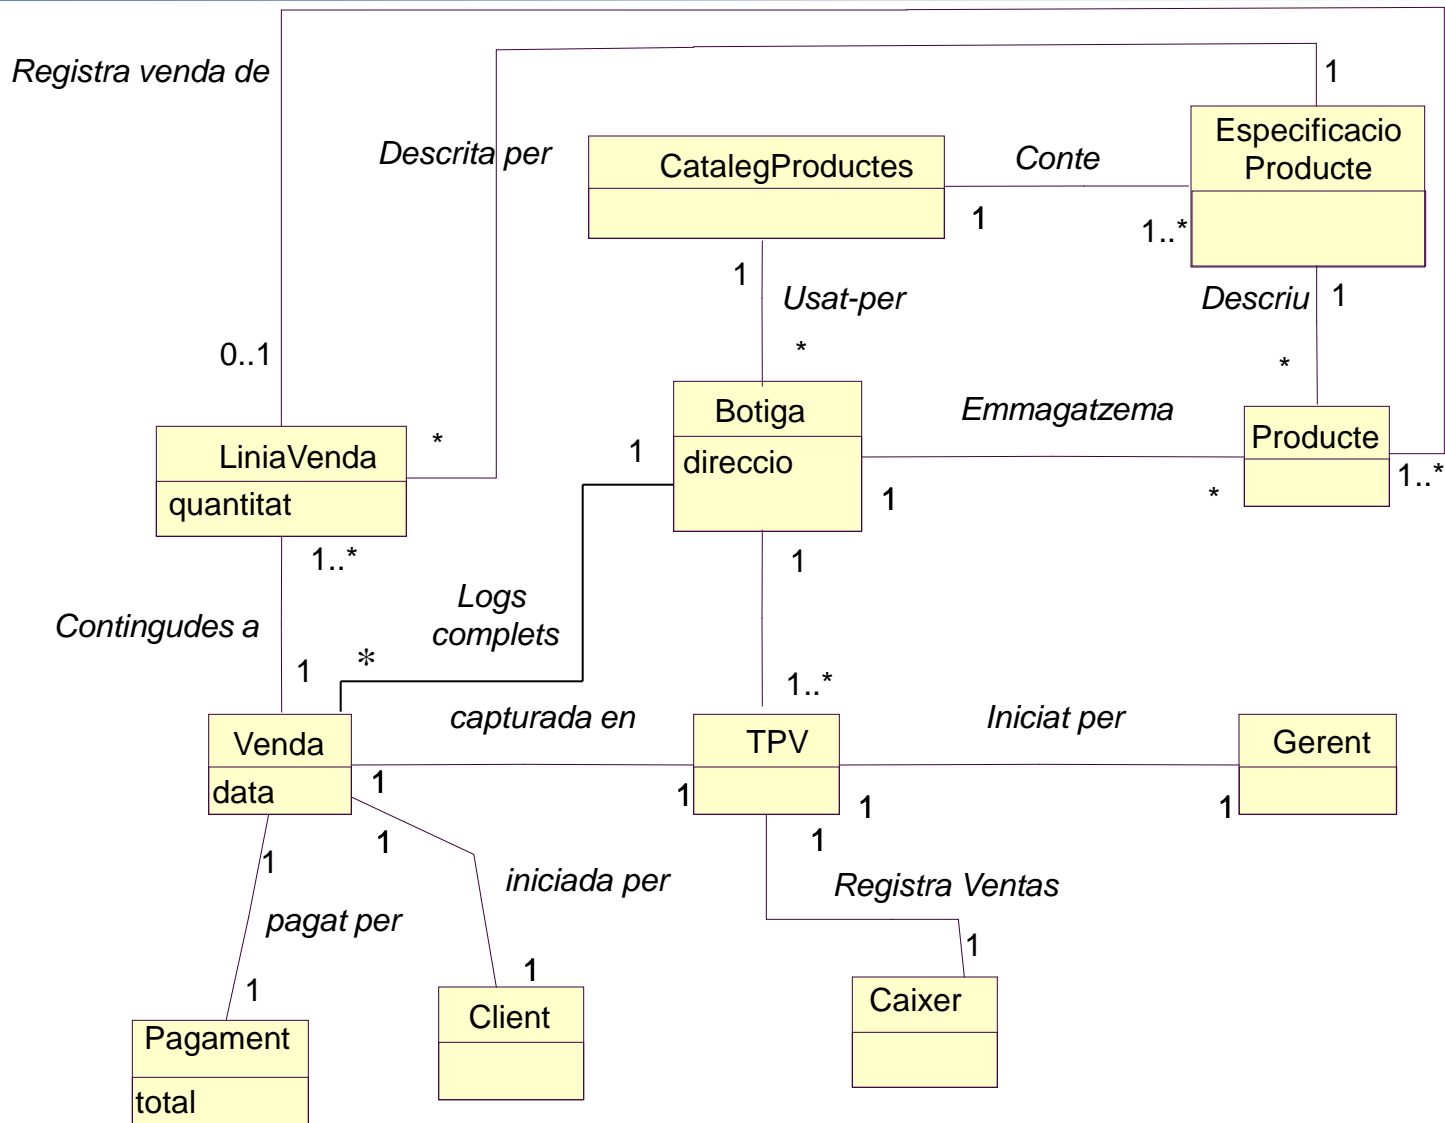 Registra venda de
1
Descrita per
CatalegProductes
Conte
Especificacio
Producte
1
1..*
1
Usat-per
Descriu
1
0..1
*
*
Botiga
direccio
Emmagatzema
Producte
*
LiniaVenda
quantitat
1
1
*
1..*
1..*
1
Logs
complets
Contingudes a
1
*
1..*
capturada en
Iniciat per
Venda
data
TPV
Gerent
1
1
1
1
1
1
1
iniciada per
Registra Ventas
pagat per
1
1
1
Pagament
total
Client
Caixer